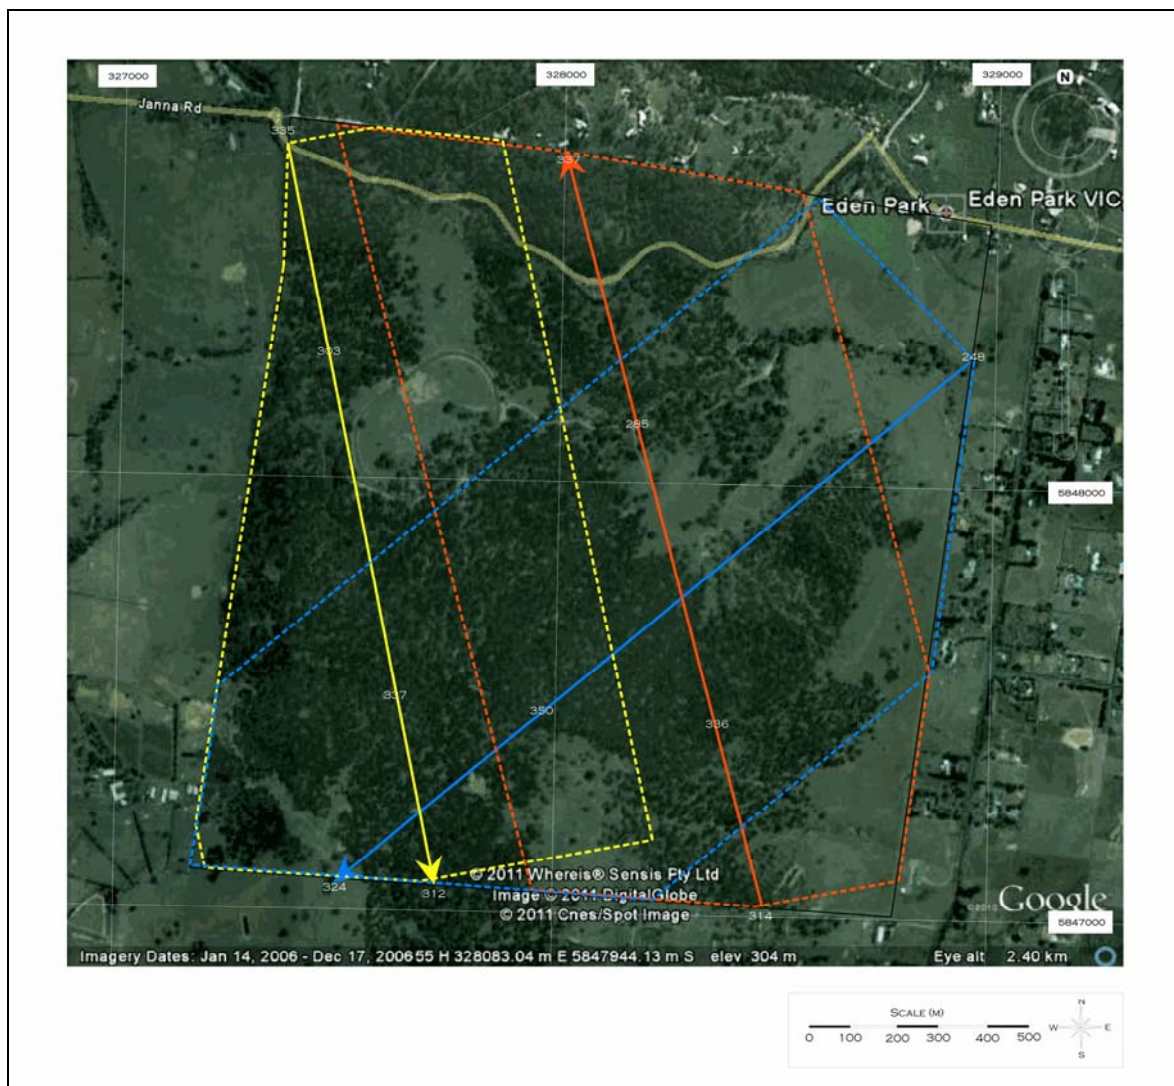 327000
328000
329000
N
Janna Rd
335
337
Eden Park
Eden Park VIC
303
248
285
5848000
337
350
336
324
312
314
© 2011 Whereis® Sensis Pty Ltd
Image © 2011 DigitalGlobe
© 2011 Cnes/Spot Image
©2010 Google
5847000
Imagery Dates: Jan 14, 2006 - Dec 17, 2006 55 H 328083.04 m E 5847944.13 m S elev 304 m Eye alt 2.40 km
SCALE (M)
0 100 200 300 400 500
N
W E
S